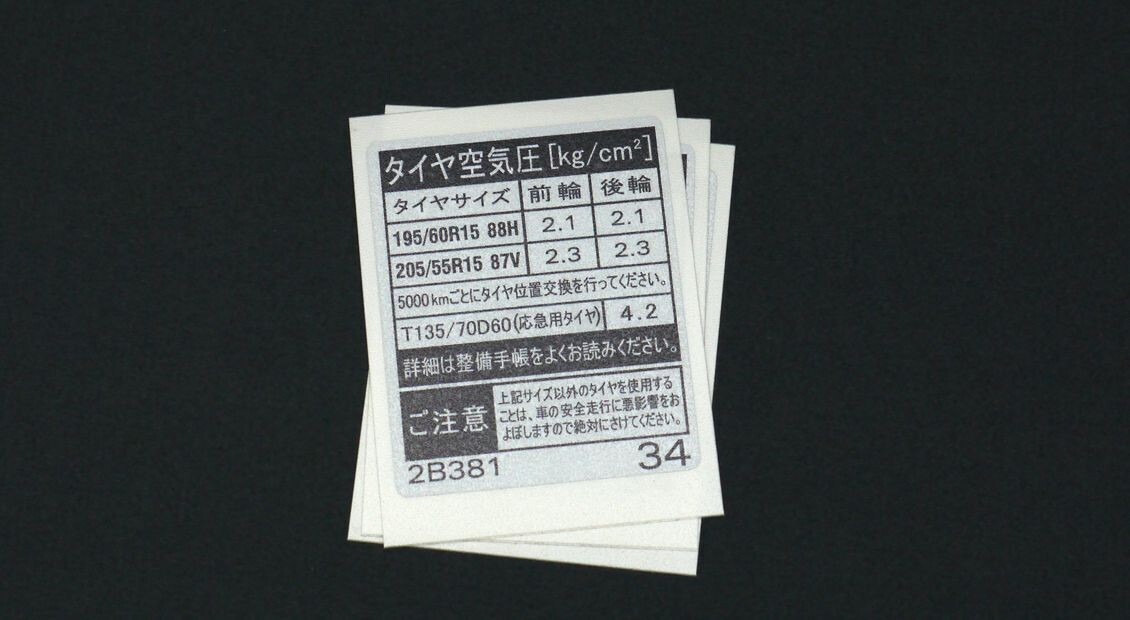 タイヤ空気圧[kg/cm²]
タイヤサイズ 前輪 後輪
195/60R15 88H 2.1 2.1
205/55R15 87V 2.3 2.3
5000kmごとにタイヤ位置交換を行ってください。
T135/70D60(応急用タイヤ) 4.2
詳細は整備手帳をよくお読みください。
ご注意
上記サイズ以外のタイヤを使用する
ことは、車の安全走行に悪影響をお
よぼしますので絶対にさけてください。
2B381 34